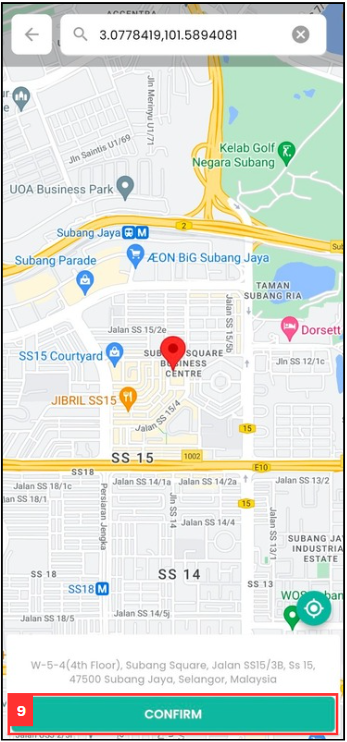 ACCENTRA
3.0778419,101.5894081
Jln Merinyu U1/71
Jln Saintis U1/69
Kelab Golf
Negara Subang
UOA Business Park
2
Subang Jaya M
Subang Parade
ÆON BiG Subang Jaya
TAMAN
SUBANG RIA
Jalan SS 15/2e
Jalan SS 15/5b
Dorsett
SS15 Courtyard
SQUARE
BUSINESS
CENTRE
Jln SS 12/1c
JIBRIL SS15
Jalan SS 15/4
15
SS 15
1002
SS18
E10
Jalan SS 18/1c
Jalan SS 14/1a
Jalan SS 14/2a
Jalan SS 13/2
an SS 18/1
Persiaran Jengka
Jln SS 14
15
Jalan SS 14/4
Jalan SS 13/1
SUBANG JA
INDUSTRIA
ESTATE
SS 18
SS 14
SS 13
SS18 M
WOS
Jalan SS 18/5
Jalan SS 14/5j
W-5-4(4th Floor), Subang Square, Jalan SS15/3B, Ss 15,
47500 Subang Jaya, Selangor, Malaysia
9
CONFIRM